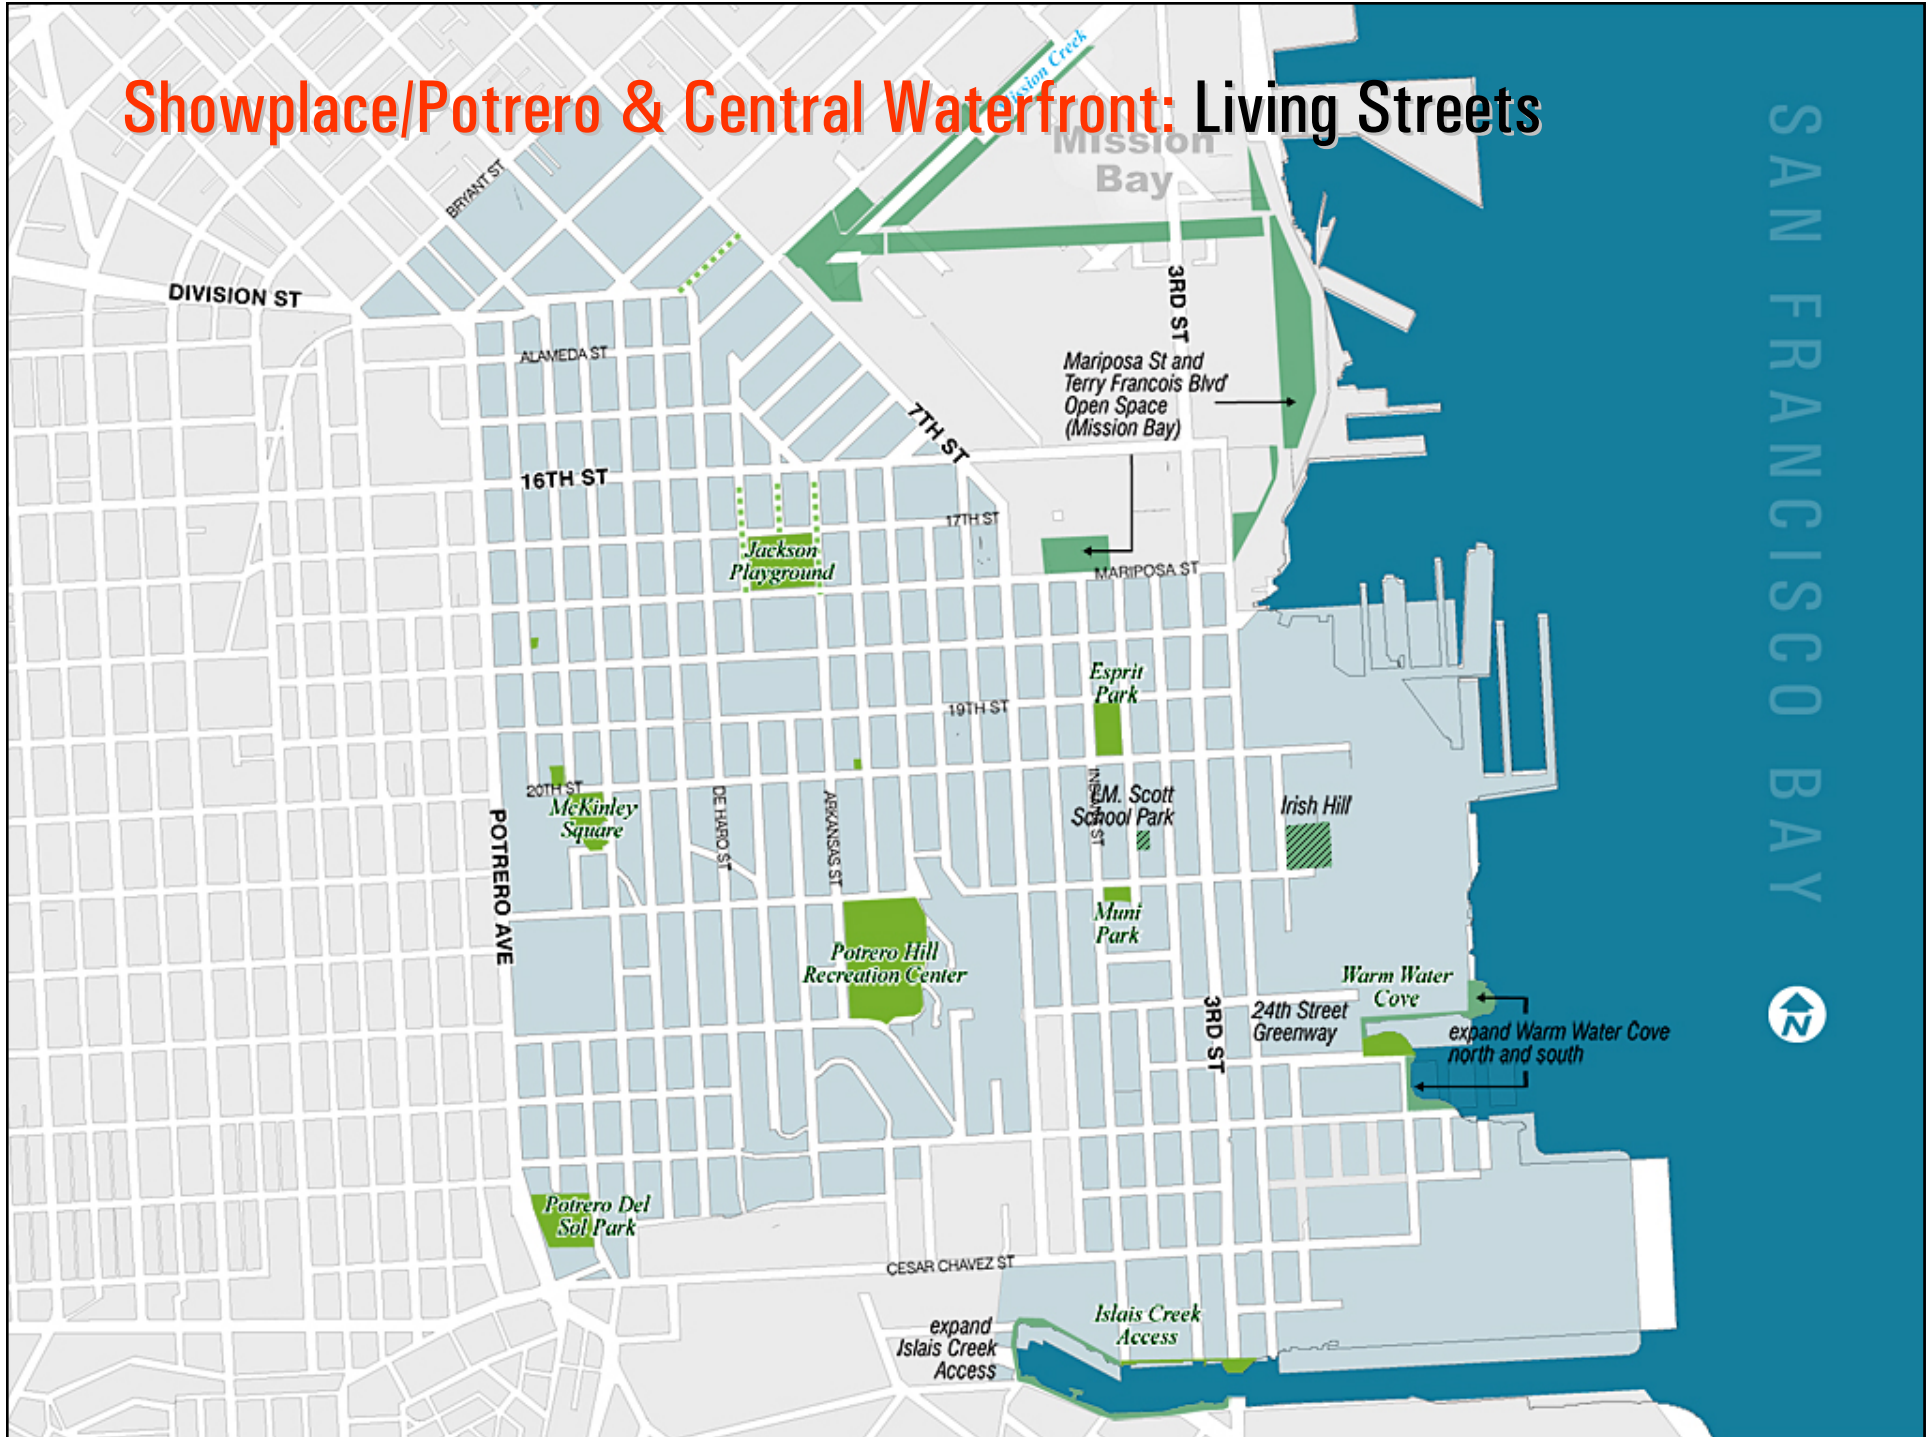 Mission Creek
Showplace/Potrero & Central Waterfront: Living Streets
Mission
Bay
BRYANT ST
DIVISION ST
3RD ST
ALAMEDA ST
Mariposa St and
Terry Francois Blvd
Open Space
(Mission Bay)
7TH ST
16TH ST
17TH ST
Jackson
Playground
MARIPOSA ST
Esprit
Park
19TH ST
20TH ST
McKinley
Square
DE HARO ST
ARKANSAS ST
I.M. Scott
School Park
Irish Hill
POTRERO AVE
Muni
Park
Potrero Hill
Recreation Center
Warm Water
Cove
3RD ST
24th Street
Greenway
expand Warm Water Cove
north and south
Potrero Del
Sol Park
CESAR CHAVEZ ST
Islais Creek
Access
expand
Islais Creek
Access
SAN FRANCISCO BAY
N